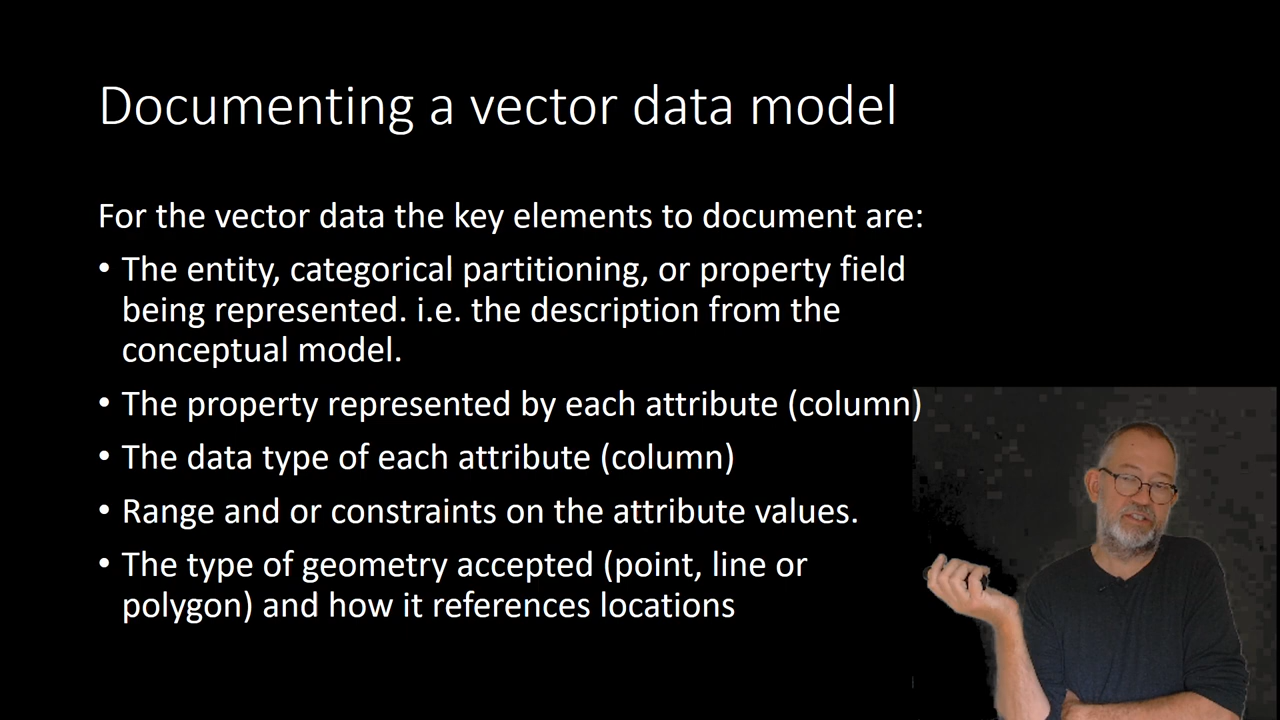 Documenting a vector data model
For the vector data the key elements to document are:
• The entity, categorical partitioning, or property field
being represented. i.e. the description from the
conceptual model.
• The property represented by each attribute (column)
• The data type of each attribute (column)
• Range and or constraints on the attribute values.
• The type of geometry accepted (point, line or
polygon) and how it references locations